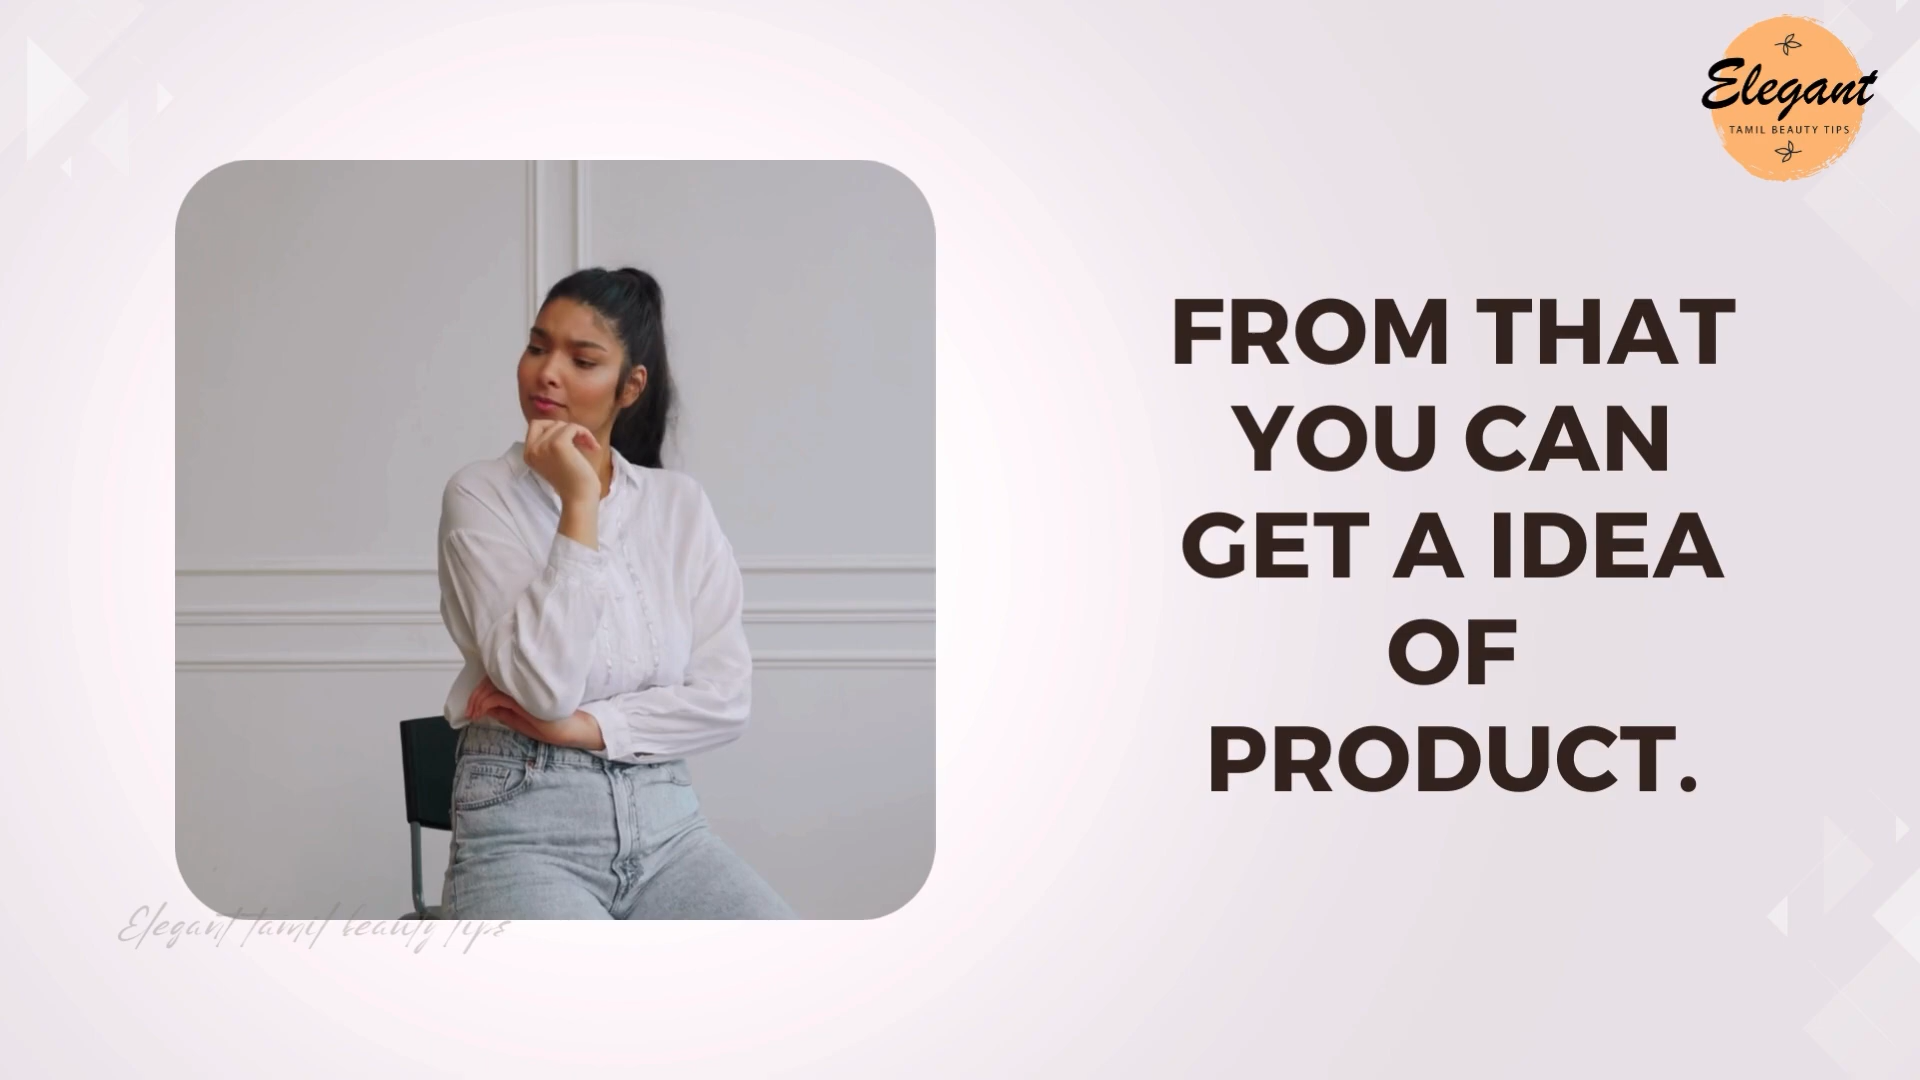 Elegant
TAMIL BEAUTY TIPS
FROM THAT
YOU CAN
GET A IDEA
OF
PRODUCT.
Elegant tamil beauty tips